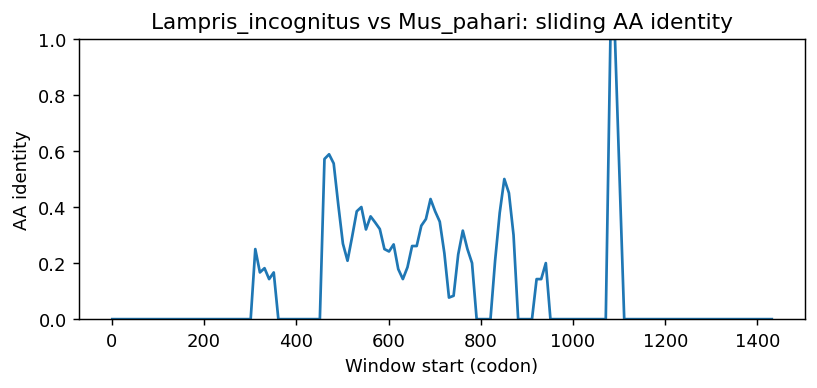 Lampris_incognitus vs Mus_pahari: sliding AA identity
1.0
0.8
0.6
0.4
0.2
0.0
AA identity
0 200 400 600 800 1000 1200 1400
Window start (codon)